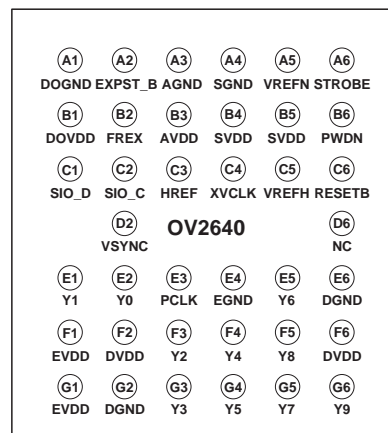 A1 A2 A3 A4 A5 A6
DOGND EXPST_B AGND SGND VREFN STROBE
B1 B2 B3 B4 B5 B6
DOVDD FREX AVDD SVDD SVDD PWDN
C1 C2 C3 C4 C5 C6
SIO_D SIO_C HREF XVCLK VREFH RESETB
D2 OV2640 D6
VSYNC NC
E1 E2 E3 E4 E5 E6
Y1 Y0 PCLK EGND Y6 DGND
F1 F2 F3 F4 F5 F6
EVDD DVDD Y2 Y4 Y8 DVDD
G1 G2 G3 G4 G5 G6
EVDD DGND Y3 Y5 Y7 Y9